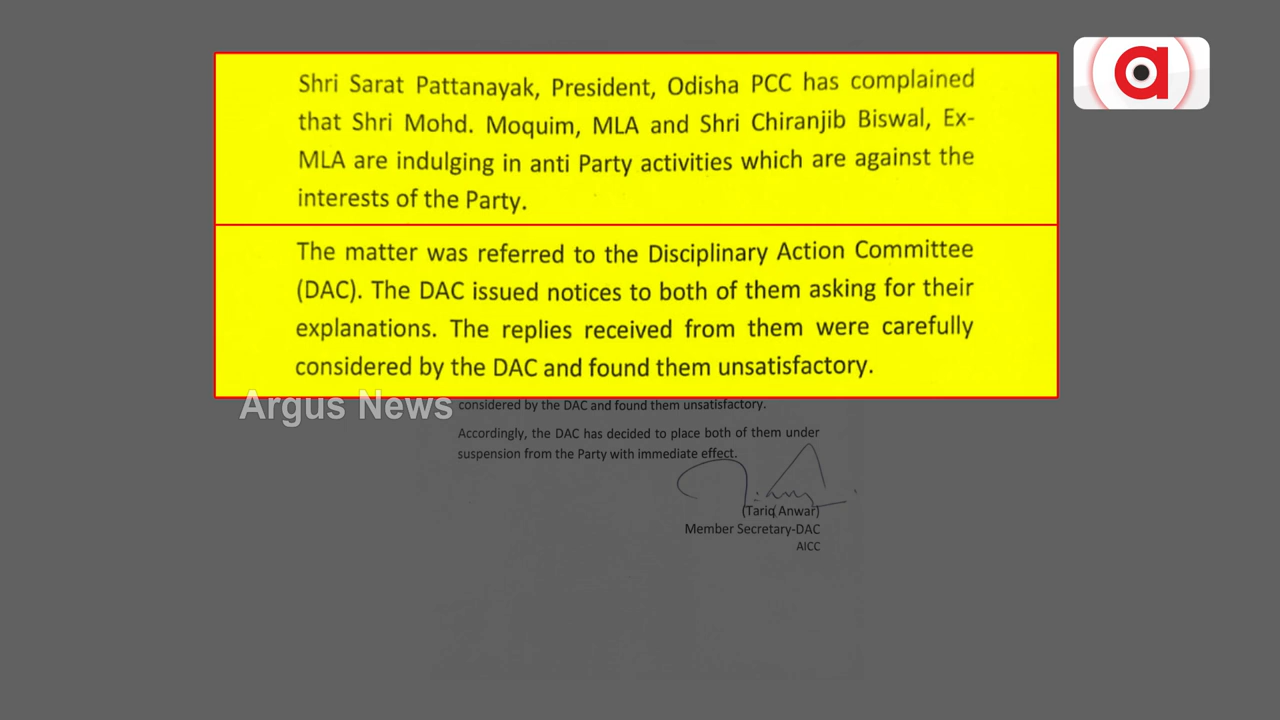 a
Shri Sarat Pattanayak, President, Odisha PCC has complained
that Shri Mohd. Moquim, MLA and Shri Chiranjib Biswal, Ex-
MLA are indulging in anti Party activities which are against the
interests of the Party.
The matter was referred to the Disciplinary Action Committee
(DAC). The DAC issued notices to both of them asking for their
explanations. The replies received from them were carefully
considered by the DAC and found them unsatisfactory.
Argus News
considered by the DAC and found them unsatisfactory.
Accordingly, the DAC has decided to place both of them under
suspension from the Party with immediate effect.
(Tariq Anwar)
Member Secretary-DAC
AICC